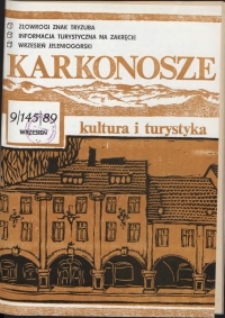 ZŁOWROGI ZNAK TRYZUBA
INFORMACJA TURYSTYCZNA NA ZAKRĘCIE
WRZESIEŃ JELENIOGÓRSKI
KARKONOSZE
9/145/89
WRZESIEŃ
kultura i turystyka